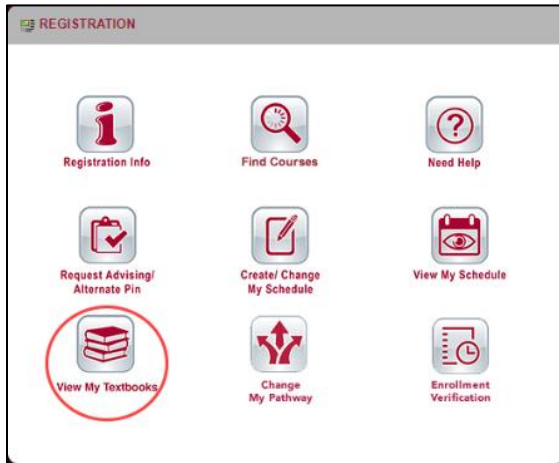 REGISTRATION
Registration Info
Find Courses
Need Help
Request Advising/
Alternate Pin
Create/ Change
My Schedule
View My Schedule
View My Textbooks
Change
My Pathway
Enrollment
Verification